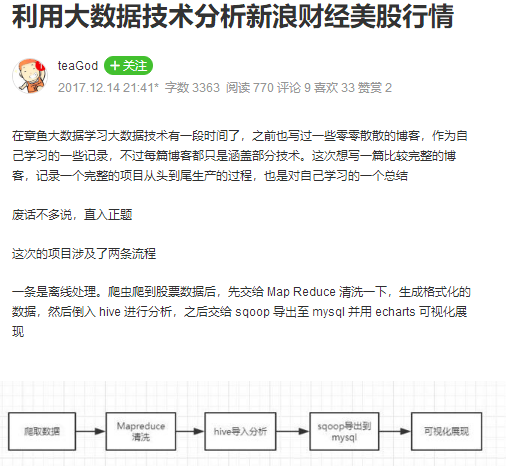 利用大数据技术分析新浪财经美股行情
teaGod
+ 关注
2017.12.14 21:41* 字数 3363 阅读 770 评论 9 喜欢 33 赞赏 2
在章鱼大数据学习大数据技术有一段时间了，之前也写过一些零零散散的博客，作为自
己学习的一些记录，不过每篇博客都只是涵盖部分技术。这次想写一篇比较完整的博
客，记录一个完整的项目从头到尾生产的过程，也是对自己学习的一个总结
废话不多说，直入正题
这次的项目涉及了两条流程
一条是离线处理。爬虫爬到股票数据后，先交给 Map Reduce 清洗一下，生成格式化的
数据，然后倒入 hive 进行分析，之后交给 sqoop 导出至 mysql 并用 echarts 可视化展
现
爬取数据
Mapreduce
清洗
hive导入分析
sqoop导出到
mysql
可视化展现